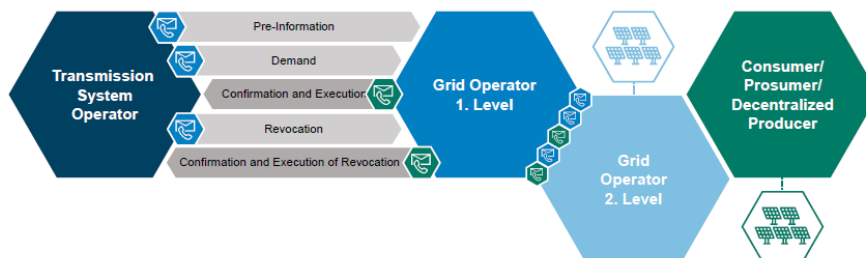 Transmission
System
Operator
Pre-Information
Demand
Confirmation and Execution
Revocation
Confirmation and Execution of Revocation
Grid Operator
1. Level
Grid
Operator
2. Level
Consumer/
Prosumer/
Decentralized
Producer